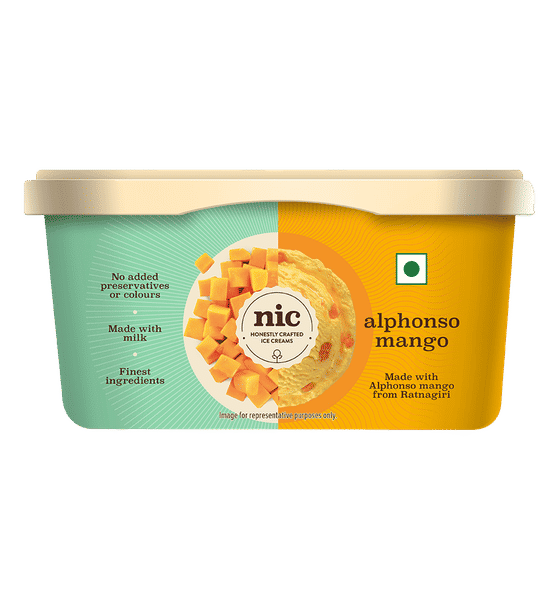 No added
preservatives
or colours
Made with
milk
Finest
ingredients
nic
HONESTLY CRAFTED
ICE CREAMS
alphonso
mango
Made with
Alphonso mango
from Ratnagiri
Image for representative purposes only